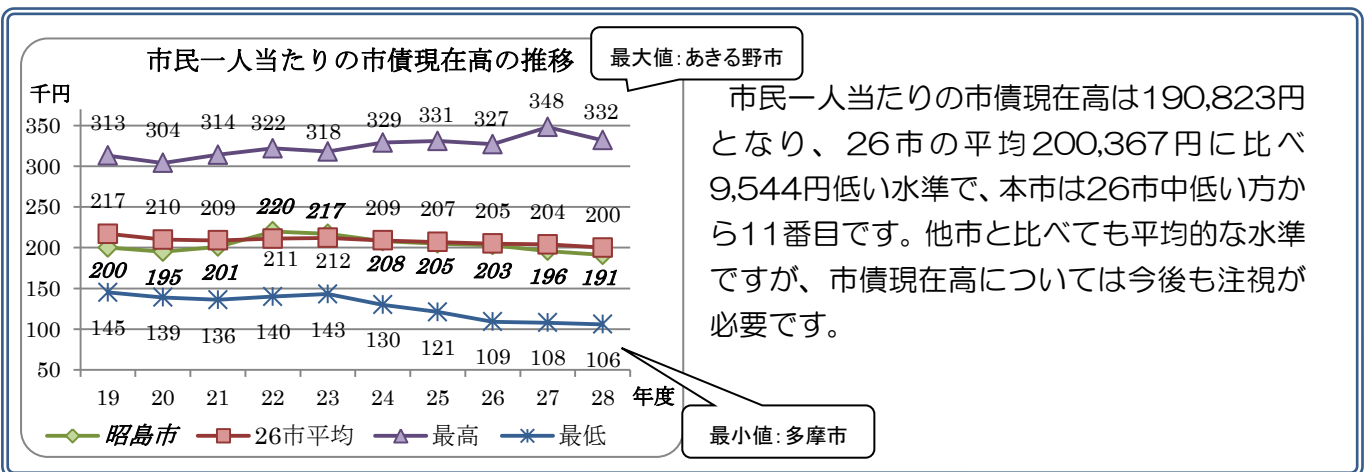 市民一人当たりの市債現在高の推移
最大値:あきる野市
千円
350
300
250
200
150
100
50
313 304 314 322 318 329 331 327 348 332
217 210 209 220 217 209 207 205 204 200
200 195 201 211 212 208 205 203 196 191
145 139 136 140 143 130 121 109 108 106
19 20 21 22 23 24 25 26 27 28 年度
昭島市 26市平均 最高 最低
最小値:多摩市
市民一人当たりの市債現在高は190,823円
となり、26市の平均200,367円に比べ
9,544円低い水準で、本市は26市中低い方か
ら11番目です。他市と比べても平均的な水準
ですが、市債現在高については今後も注視が
必要です。